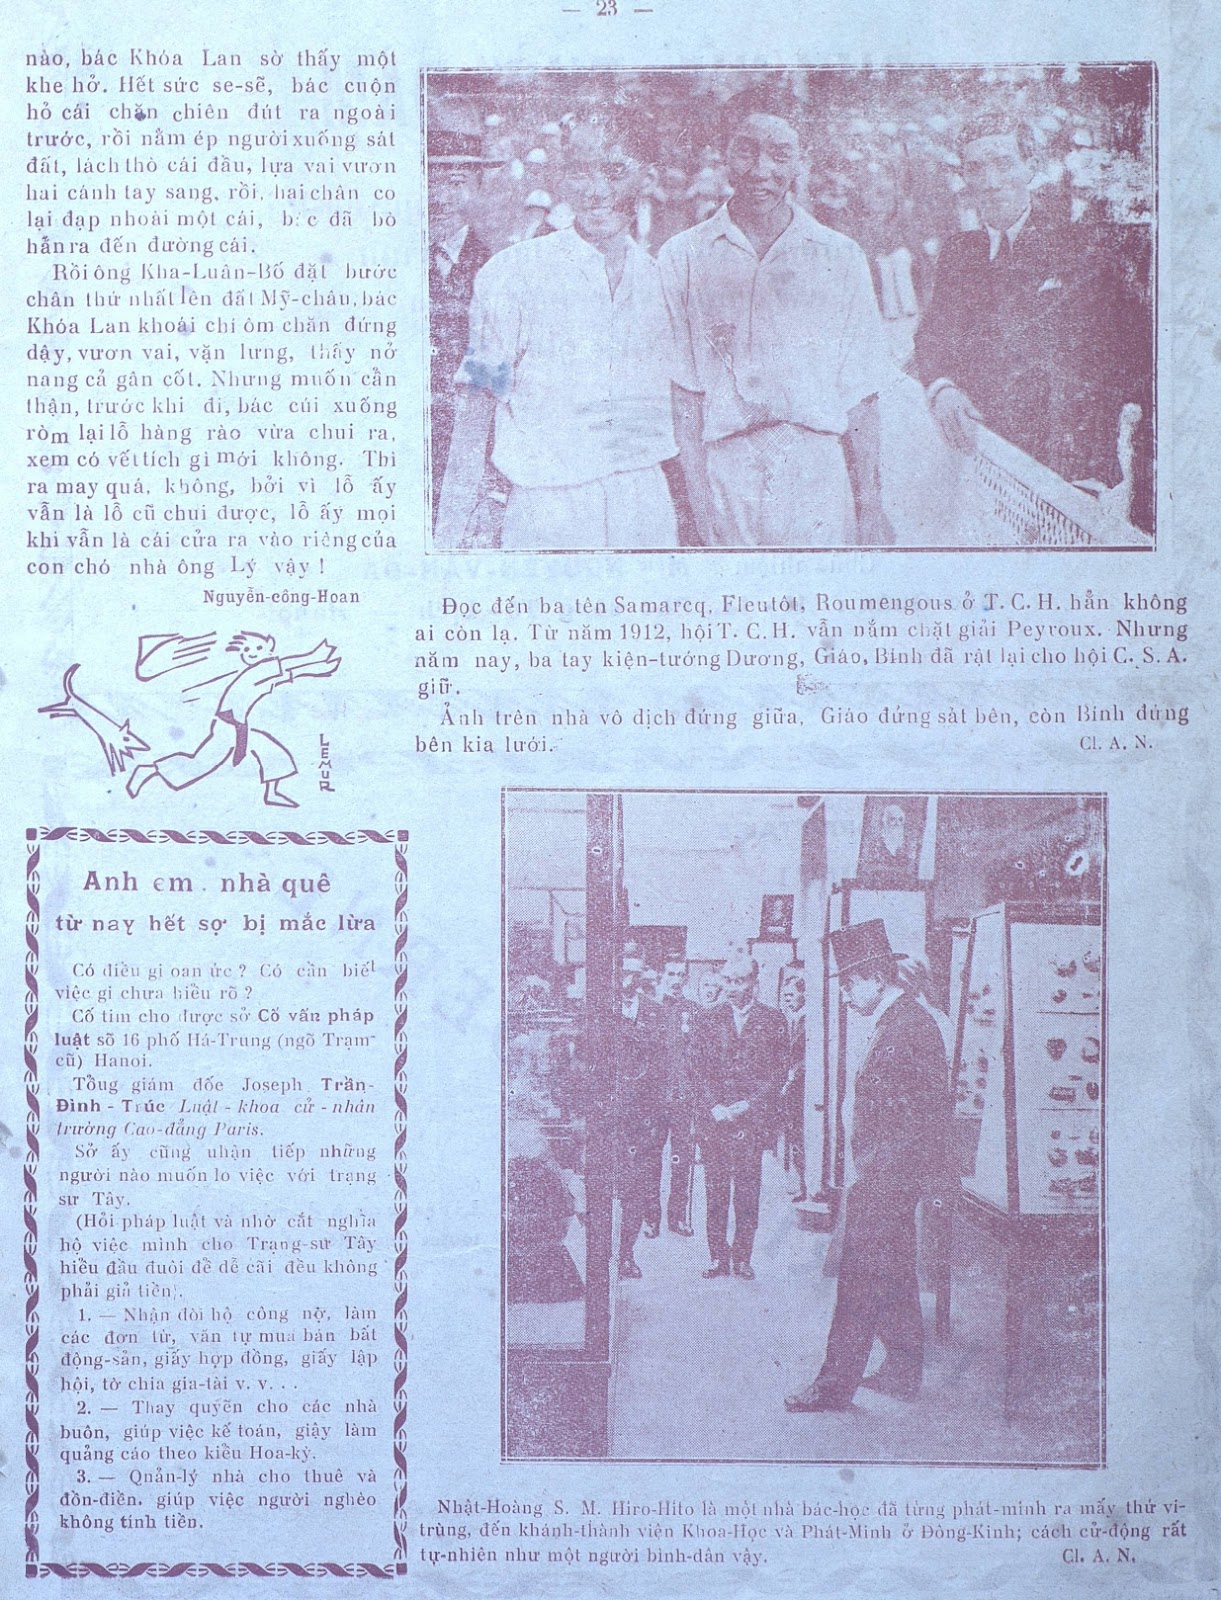 — 23 —
nào, bác Khóa Lan sờ thấy một
khe hở. Hết sức se-sẽ, bác cuộn
hỏ cái chăn chiên đút ra ngoài
trước, rồi nằm ép người xuống sát
đất, lách thò cái đầu, lựa vai vươn
hai cánh tay sang, rồi, hai chân co
lại đạp nhoài một cái, bác đã bò
hẳn ra đến đường cái.
Rồi ông Kha-Luân-Bố đặt bước
chân thứ nhất lên đất Mỹ-châu, bác
Khóa Lan khoái chí ôm chăn đứng
dậy, vươn vai, vặn lưng, thấy nở
nang cả gân cốt. Nhưng muốn cẩn
thận, trước khi đi, bác cúi xuống
ròm lại lỗ hàng rào vừa chui ra,
xem có vết tích gì mới không. Thì
ra may quá, không, bởi vì lỗ ấy
vẫn là lỗ cũ chui được, lỗ ấy mọi
khi vẫn là cái cửa ra vào riêng của
con chó nhà ông Lý vậy !
Nguyễn-công-Hoan
LEMUR
Anh em nhà quê
từ nay hết sợ bị mắc lừa
Có điều gì oan ức ? Có cần biết
việc gì chưa hiểu rõ ?
Cố tìm cho được sở Cố vấn pháp
luật số 16 phố Hà-Trung (ngõ Trạm-
cũ) Hanoi.
Tổng giám đốc Joseph Trần-
Đình - Trúc Luật - khoa cử - nhân
trường Cao-đẳng Paris.
Sở ấy cũng nhận tiếp những
người nào muốn lo việc với trạng
sư Tây.
(Hỏi pháp luật và nhờ cắt nghĩa
hộ việc mình cho Trạng-sư Tây
hiểu đầu đuôi để dễ cãi đều không
phải giả tiền).
1. — Nhận đòi hộ công nợ, làm
các đơn từ, văn tự mua bán bất
động-sản, giấy hợp đồng, giấy lập
hội, tờ chia gia-tài v. v. . .
2. — Thay quyền cho các nhà
buôn, giúp việc kế toán, giậy làm
quảng cáo theo kiểu Hoa-kỳ.
3. — Quản-lý nhà cho thuê và
đồn-điền. giúp việc người nghèo
không tính tiền.
Đọc đến ba tên Samarcq, Fleutôt, Roumengous ở T. C. H. hẳn không
ai còn lạ. Từ năm 1912, hội T. C. H. vẫn nắm chặt giải Peyroux. Nhưng
năm nay, ba tay kiện-tướng Dương, Giáo, Bính đã rật lại cho hội C. S. A.
giữ.
Ảnh trên nhà vô dịch đứng giữa, Giáo đứng sát bên, còn Bính đứng
bên kia lưới.
Cl. A. N.
Nhật-Hoàng S. M. Hiro-Hito là một nhà bác-học đã từng phát-minh ra mấy thứ vi-
trùng, đến khánh-thành viện Khoa-Học và Phát-Minh ở Đông-Kinh; cách cử-động rất
tự-nhiên như một người bình-dân vậy.
Cl. A. N.